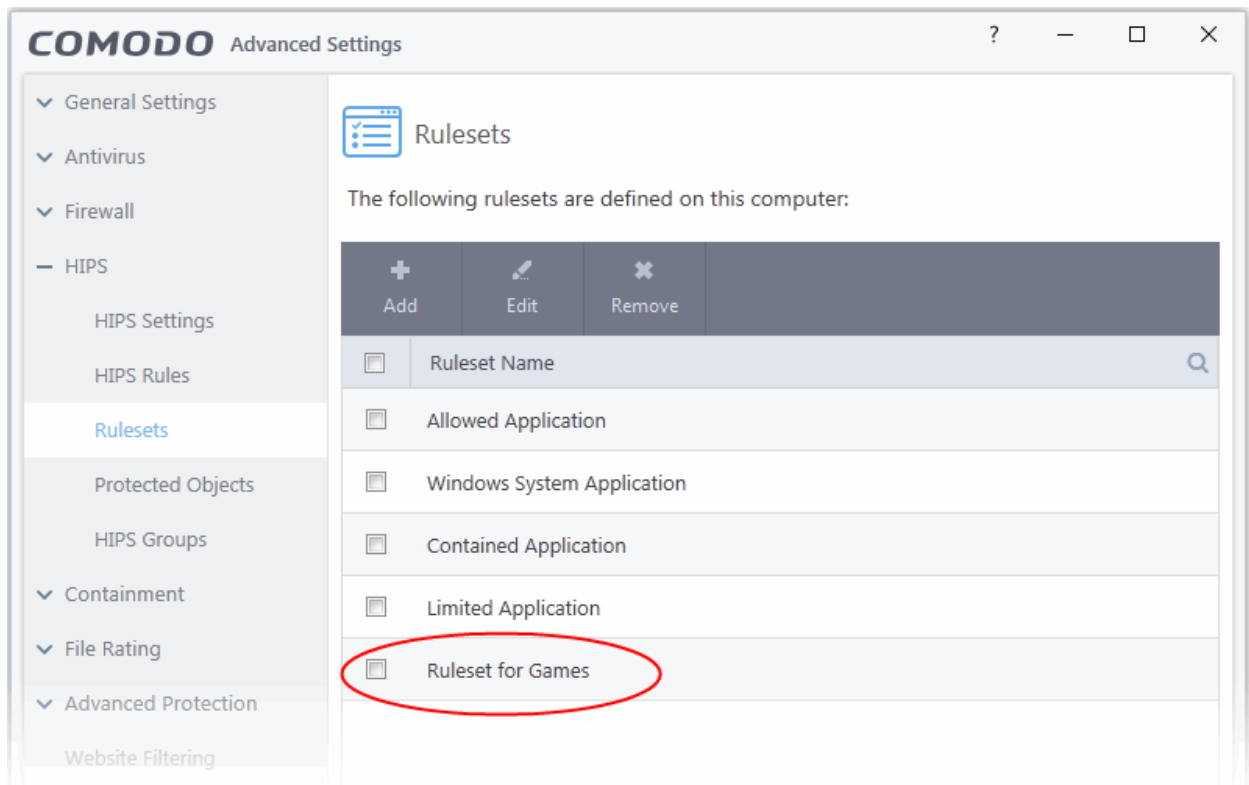 COMODO Advanced Settings ?
General Settings
Antivirus
Firewall
HIPS
HIPS Settings
HIPS Rules
Rulesets
Protected Objects
HIPS Groups
Containment
File Rating
Advanced Protection
Website Filtering
Rulesets
The following rulesets are defined on this computer:
Add Edit Remove
Ruleset Name
Allowed Application
Windows System Application
Contained Application
Limited Application
Ruleset for Games